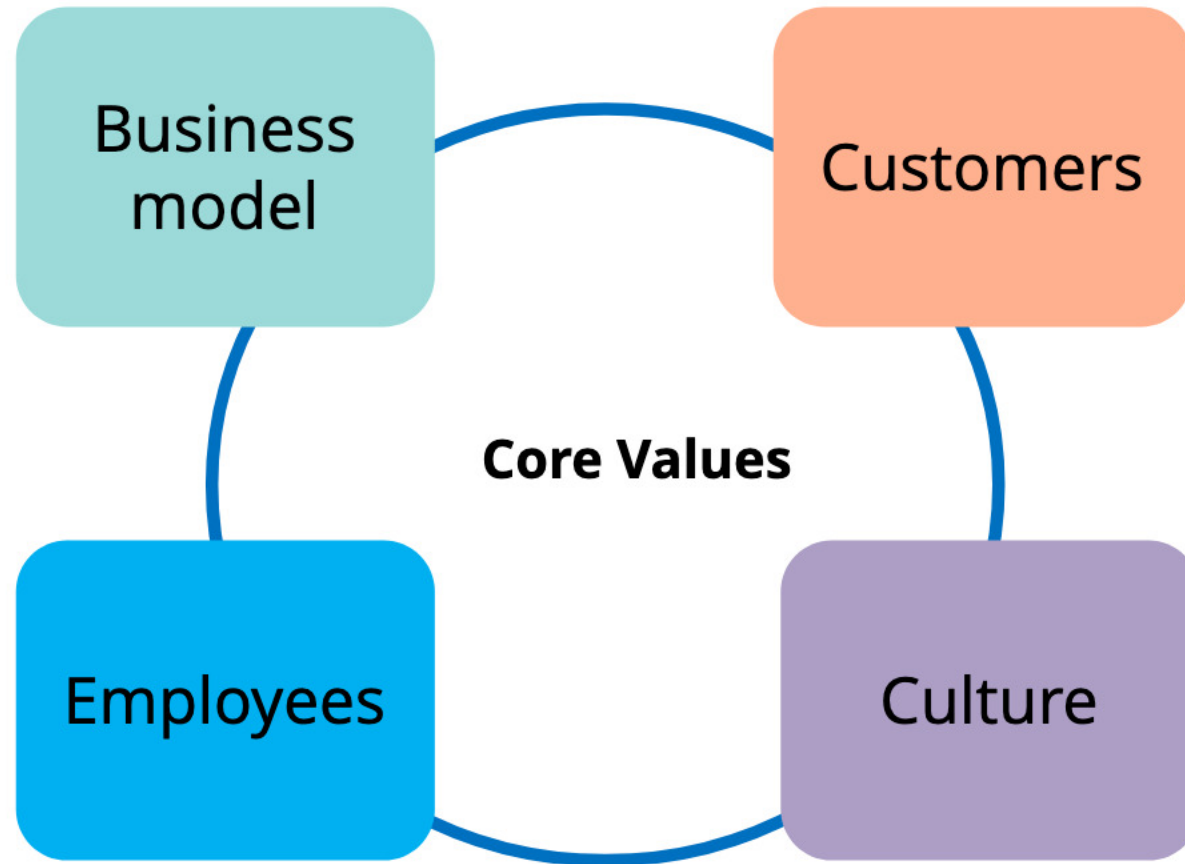 Business
model
Customers
Core Values
Employees
Culture